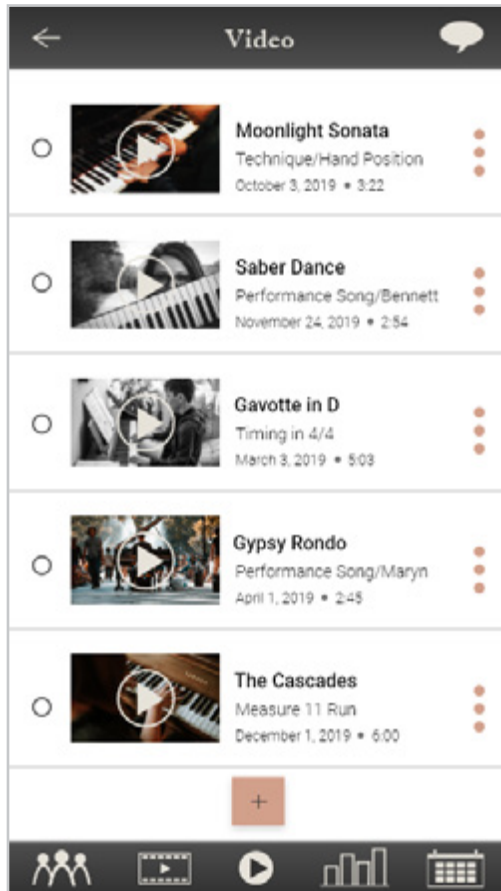 Video
Moonlight Sonata
Technique/Hand Position
October 3, 2019 • 3:22
Saber Dance
Performance Song/Bennett
November 24, 2019 • 2:54
Gavotte in D
Timing in 4/4
March 3, 2019 • 5:03
Gypsy Rondo
Performance Song/Maryn
April 1, 2019 • 2:45
The Cascades
Measure 11 Run
December 1, 2019 • 6:00
+